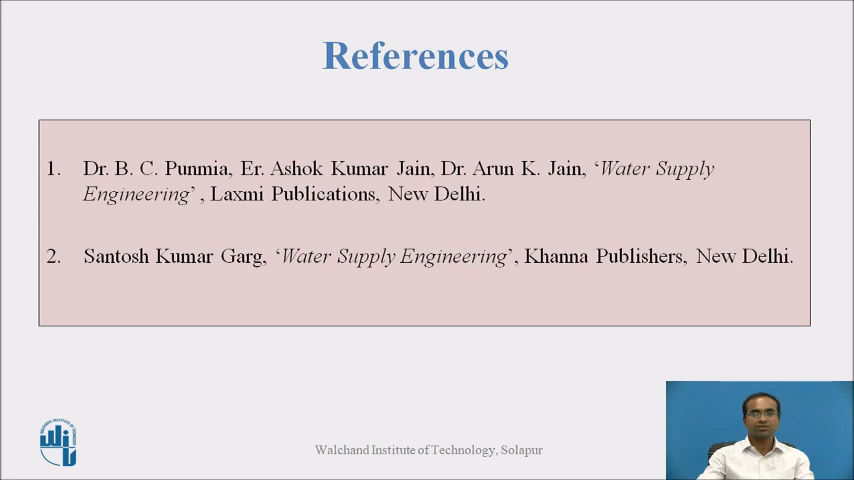 References
1. Dr. B. C. Punmia, Er. Ashok Kumar Jain, Dr. Arun K. Jain, ‘Water Supply
Engineering’ , Laxmi Publications, New Delhi.
2. Santosh Kumar Garg, ‘Water Supply Engineering’, Khanna Publishers, New Delhi.
Walchand Institute of Technology, Solapur